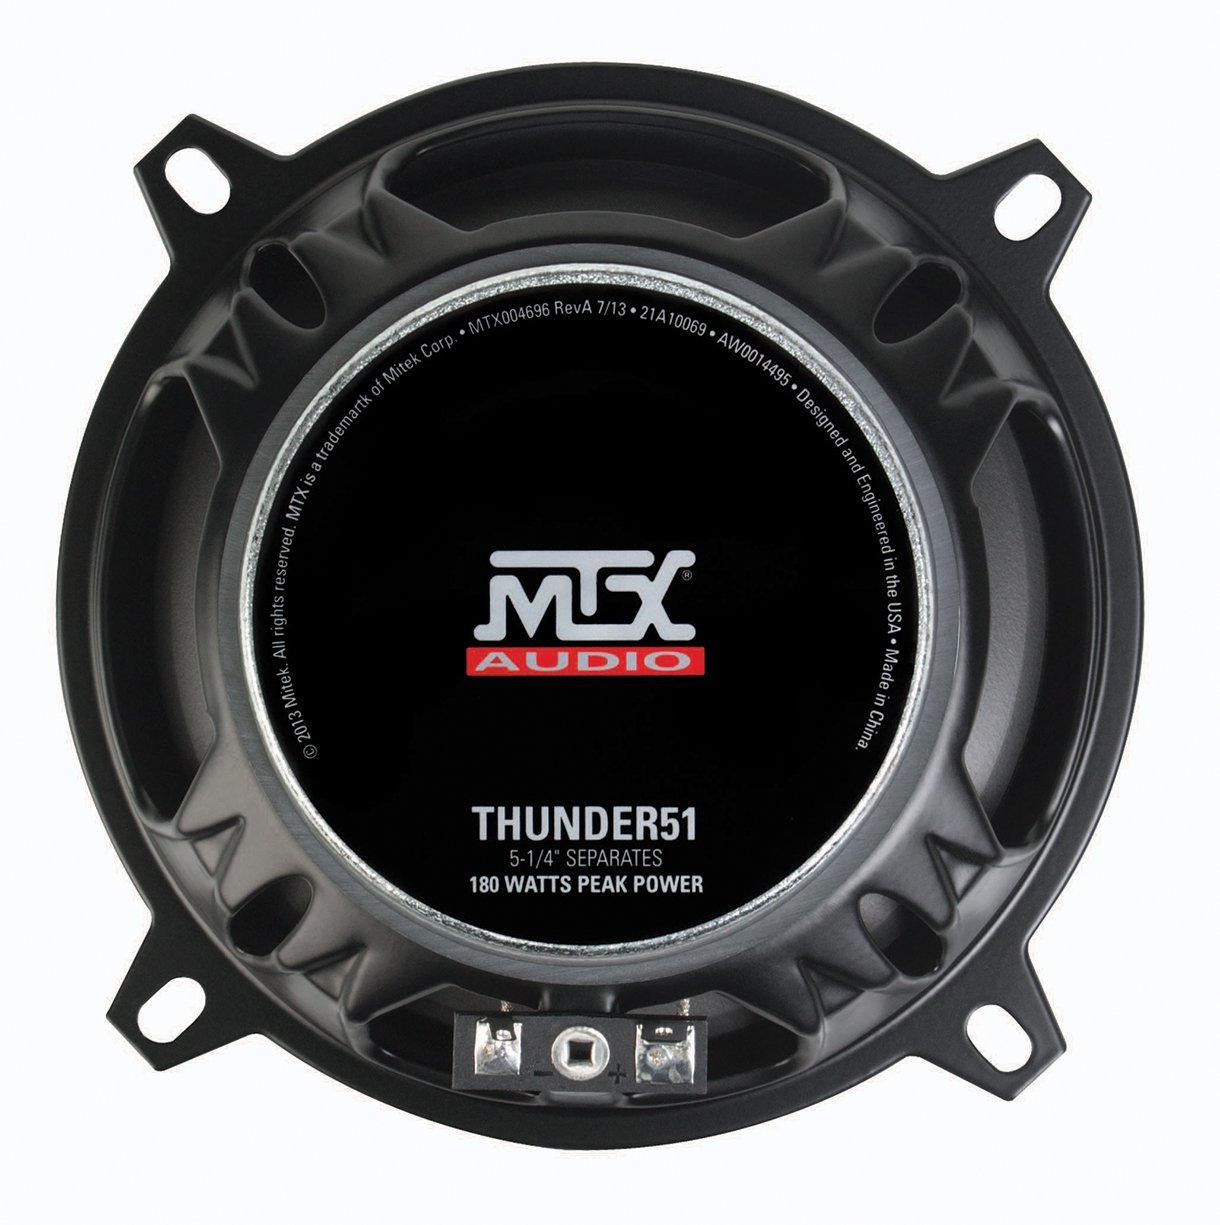 © 2013 Mitek. All rights reserved. MTX is a trademartk of Mitek Corp. • MTX004696 RevA 7/13 • 21A10069 • AW0014495 • Designed and Engineered in the USA • Made in China.
MTX®
AUDIO
THUNDER51
5-1/4" SEPARATES
180 WATTS PEAK POWER
- +